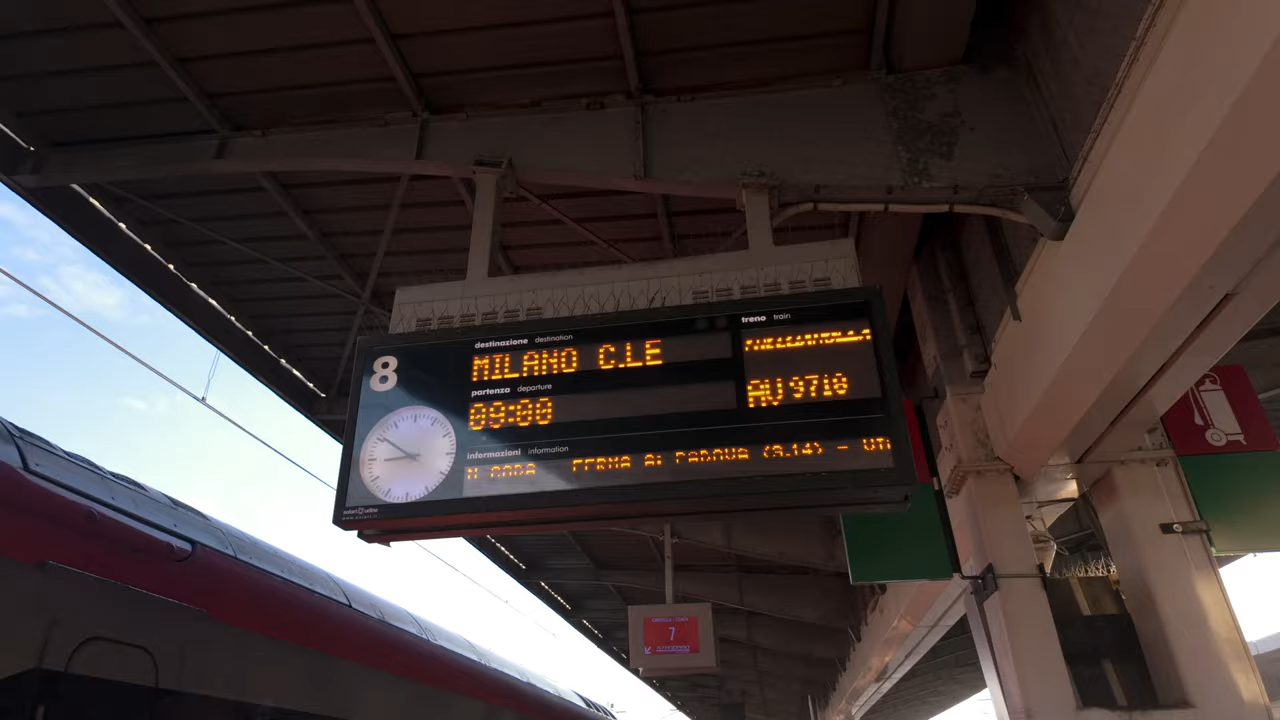 8
destinazione destination
MILANO C.LE
partenza departure
09:00
treno train
AV 9718
informazioni information
FERMA A: PADOVA (9.14) –
7